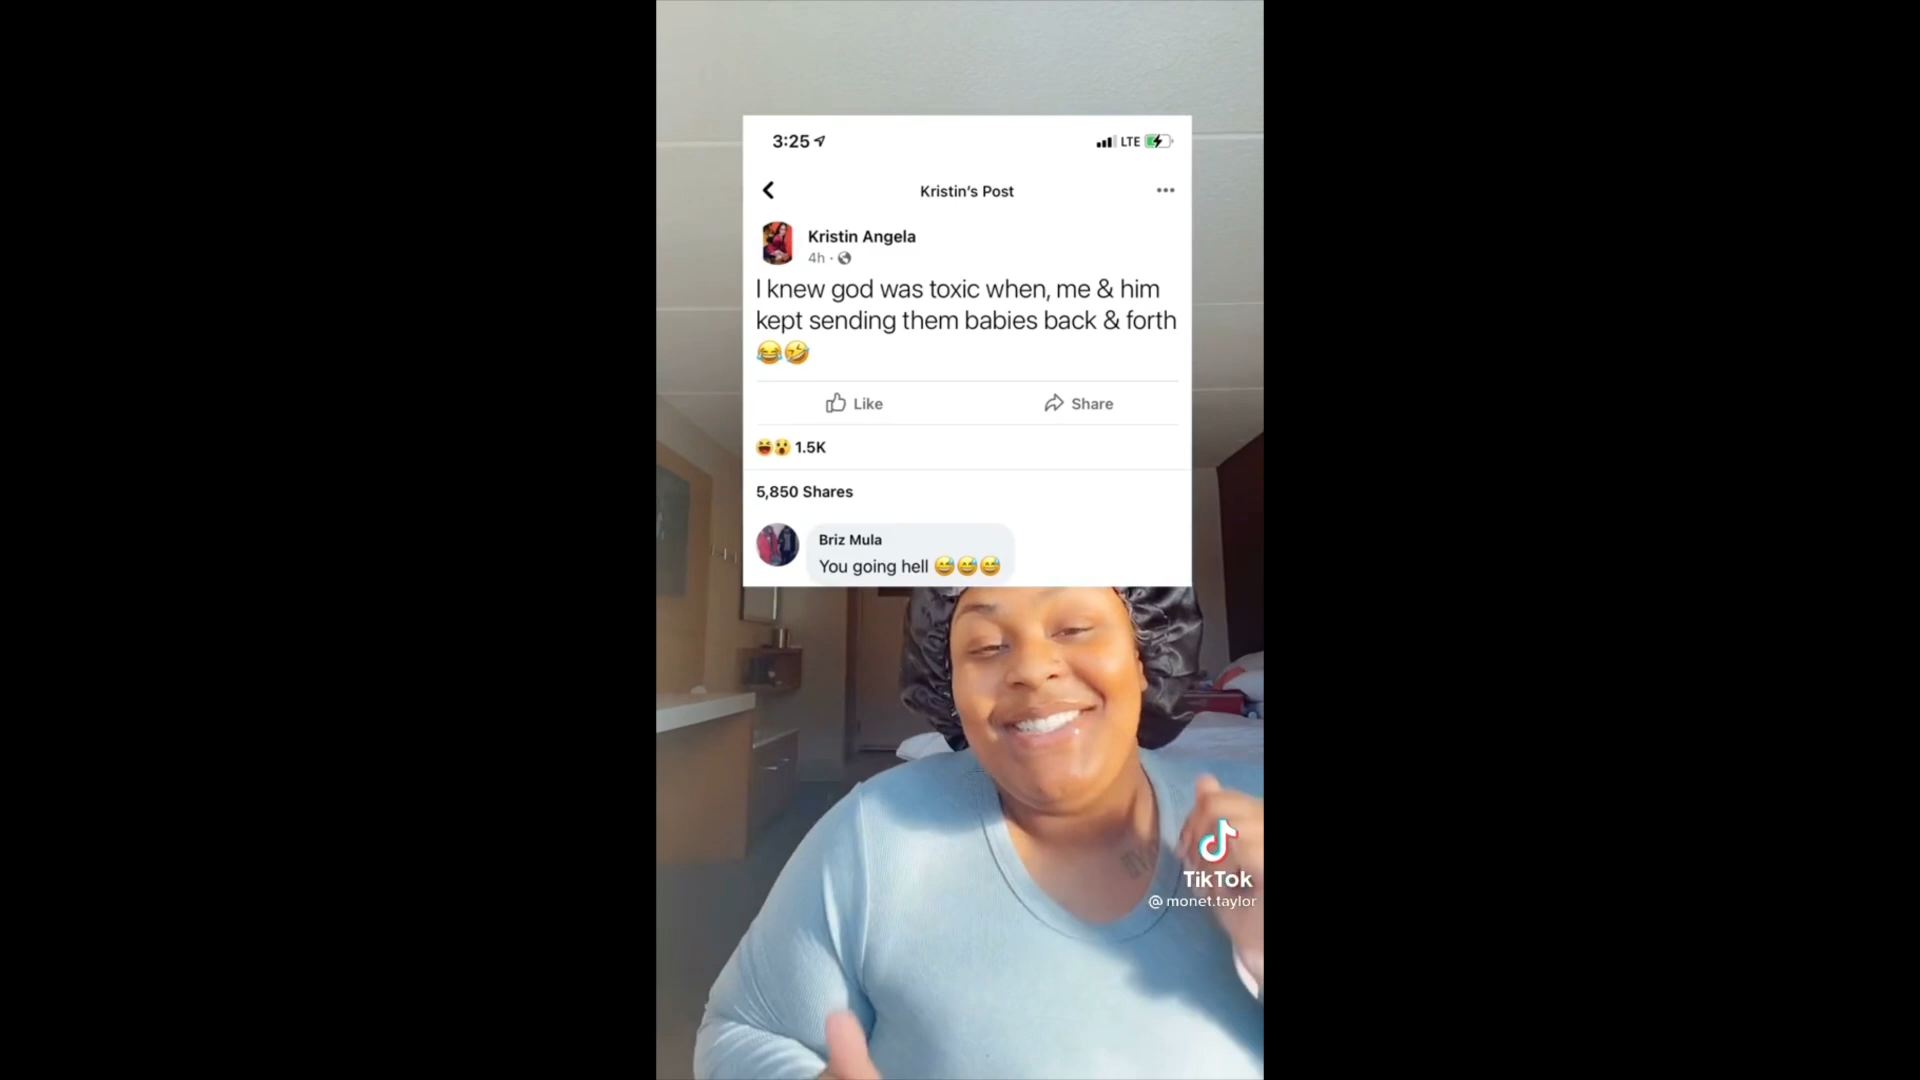 3:25
LTE
Kristin's Post
Kristin Angela
4h ·
I knew god was toxic when, me & him
kept sending them babies back & forth
😂🤣
Like
Share
1.5K
5,850 Shares
Briz Mula
You going hell 😅😅😅
TikTok
@monet.taylor